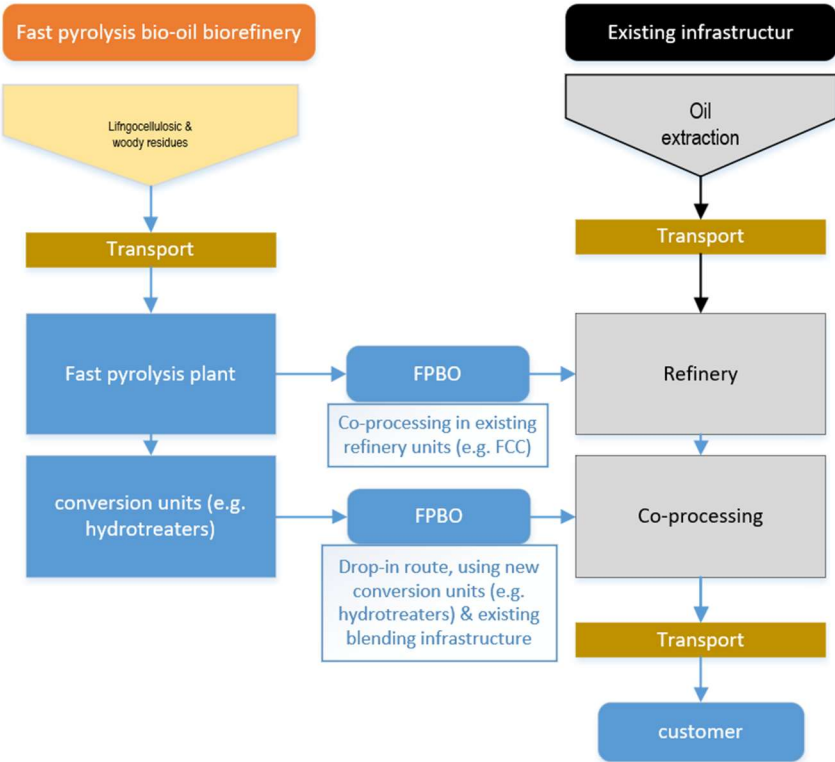 Fast pyrolysis bio-oil biorefinery
Existing infrastructur
Lifngocellulosic &
woody residues
Oil
extraction
Transport
Transport
Fast pyrolysis plant
FPBO
Refinery
Co-processing in existing
refinery units (e.g. FCC)
conversion units (e.g.
hydrotreaters)
FPBO
Co-processing
Drop-in route, using new
conversion units (e.g.
hydrotreaters) & existing
blending infrastructure
Transport
customer